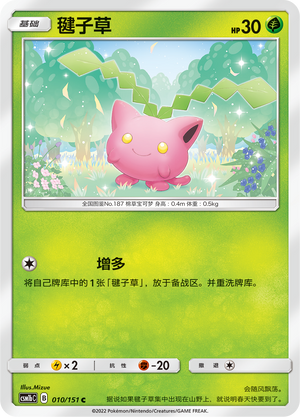 基础 毽子草 HP30
全国图鉴No.187 棉草宝可梦 身高：0.4m 体重：0.5kg
增多
将自己牌库中的1张「毽子草」，放于备战区。并重洗牌库。
弱点 ×2 抗性 -20 撤退
Illus.Mizue
CSM1b C B 010/151 C
会随风飘荡。
据说如果毽子草集中出现在山野上，就说明春天快要到了。
©2022 Pokémon/Nintendo/Creatures/GAME FREAK.